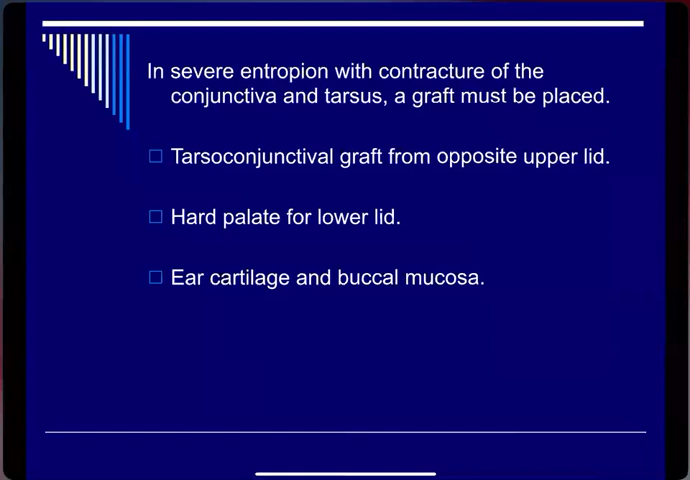 In severe entropion with contracture of the
conjunctiva and tarsus, a graft must be placed.
Tarsoconjunctival graft from opposite upper lid.
Hard palate for lower lid.
Ear cartilage and buccal mucosa.